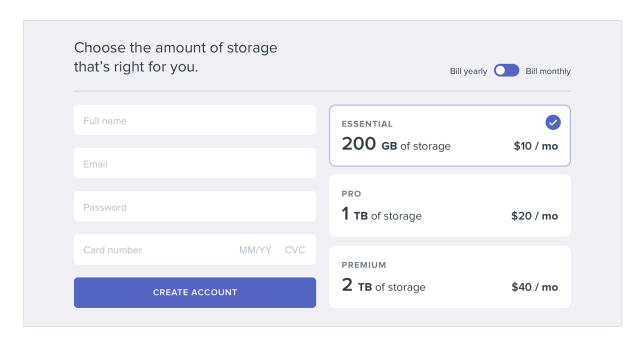 Choose the amount of storage
that's right for you.
Bill yearly Bill monthly
Full name
Email
Password
Card number MM/YY CVC
CREATE ACCOUNT
ESSENTIAL
200 GB of storage $10 / mo
PRO
1 TB of storage $20 / mo
PREMIUM
2 TB of storage $40 / mo